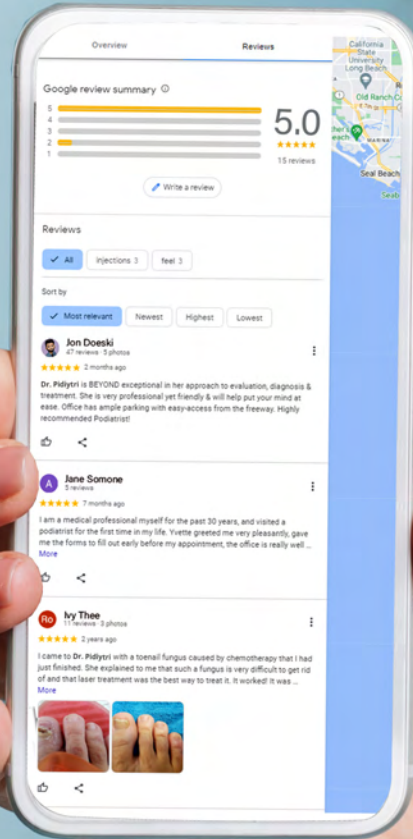 Overview Reviews
Google review summary
5
4
3
2
1
5.0
15 reviews
Write a review
Reviews
All injections 3 feel 3
Sort by
Most relevant Newest Highest Lowest
Jon Doeski
47 reviews · 5 photos
2 months ago
Dr. Pidiytri is BEYOND exceptional in her approach to evaluation, diagnosis &
treatment. She is very professional yet friendly & will help put your mind at
ease. Office has ample parking with easy-access from the freeway. Highly
recommended Podiatrist!
A Jane Somone
5 reviews
7 months ago
I am a medical professional myself for the past 30 years, and visited a
podiatrist for the first time in my life. Yvette greeted me very pleasantly, gave
me the forms to fill out early before my appointment, the office is really well ...
More
Ro Ivy Thee
11 reviews · 3 photos
2 years ago
I came to Dr. Pidiytri with a toenail fungus caused by chemotherapy that I had
just finished. She explained to me that such a fungus is very difficult to get rid
of and that laser treatment was the best way to treat it. It worked! It was ...
More
California
State
University
Long Beach
Old Ranch
Seal Beach